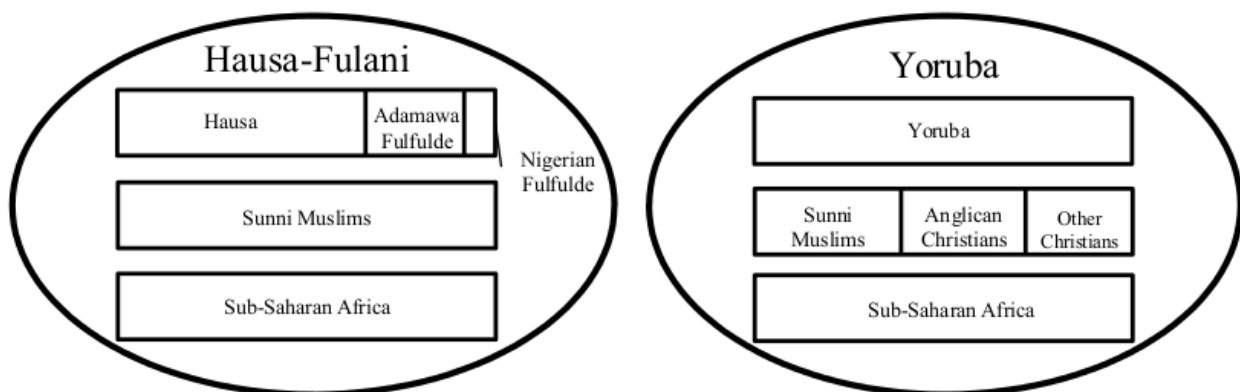 Hausa-Fulani
Hausa
Adamawa
Fulfulde
Nigerian
Fulfulde
Sunni Muslims
Sub-Saharan Africa
Yoruba
Yoruba
Sunni
Muslims
Anglican
Christians
Other
Christians
Sub-Saharan Africa